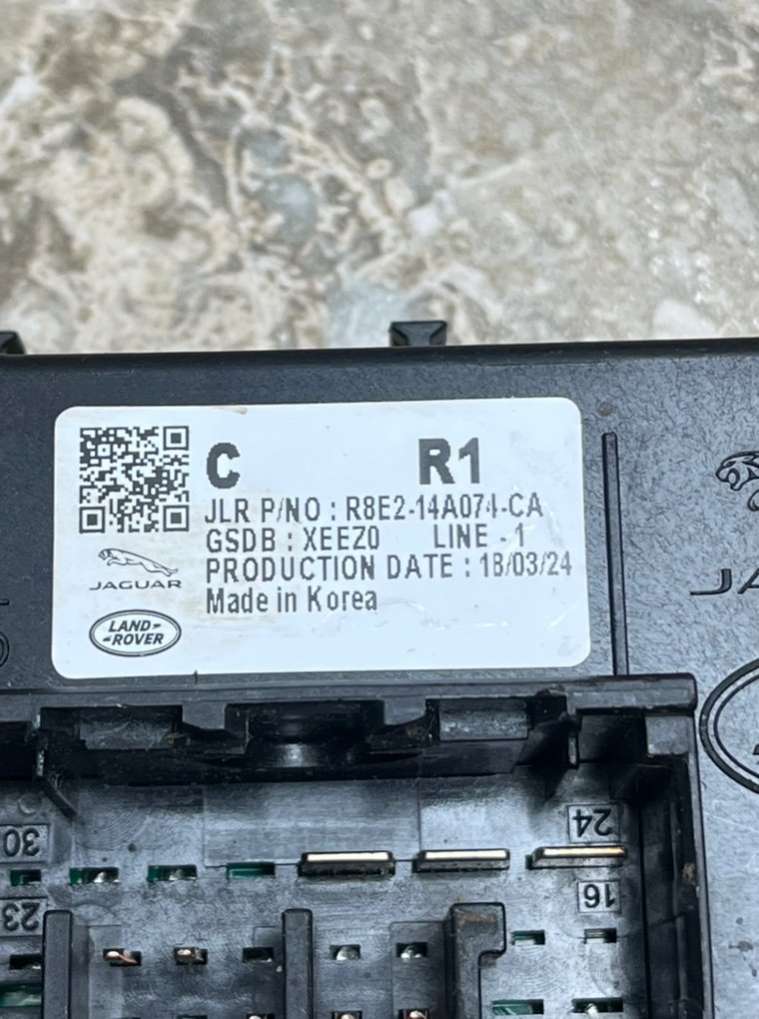 C R1
JLR P/NO : R8E2-14A074-CA
GSDB : XEEZ0 LINE - 1
PRODUCTION DATE : 18/03/24
Made in Korea
JAGUAR
LAND-
-ROVER
JA
24
30
16
23